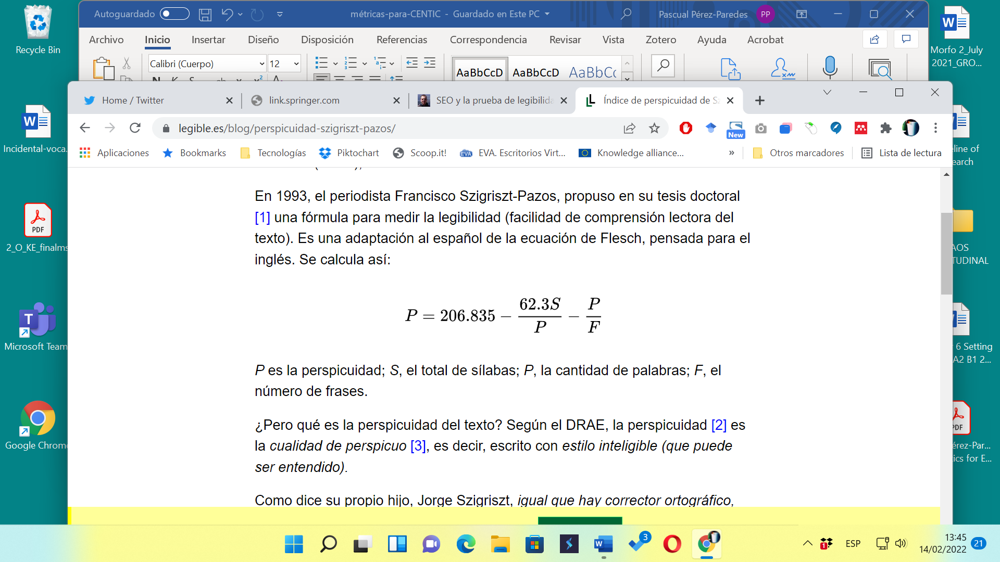 Autoguardado
métricas-para-CENTIC - Guardado en Este PC
Pascual Pérez-Paredes PP
Archivo Inicio Insertar Diseño Disposición Referencias Correspondencia Revisar Vista Zotero Ayuda Acrobat
Calibri (Cuerpo) 12
AaBbCcD AaBbCcD AaBbCc
Home / Twitter
link.springer.com
SEO y la prueba de legibilida
Índice de perspicuidad de Sz
legible.es/blog/perspicuidad-szigriszt-pazos/
New
Aplicaciones Bookmarks Tecnologías Piktochart Scoop.it! EVA. Escritorios Virt... Knowledge alliance... » Otros marcadores Lista de lectura
En 1993, el periodista Francisco Szigriszt-Pazos, propuso en su tesis doctoral
[1] una fórmula para medir la legibilidad (facilidad de comprensión lectora del
texto). Es una adaptación al español de la ecuación de Flesch, pensada para el
inglés. Se calcula así:
P = 206.835 − 62.3S/P − P/F
P es la perspicuidad; S, el total de sílabas; P, la cantidad de palabras; F, el
número de frases.
¿Pero qué es la perspicuidad del texto? Según el DRAE, la perspicuidad [2] es
la cualidad de perspicuo [3], es decir, escrito con estilo inteligible (que puede
ser entendido).
Como dice su propio hijo, Jorge Szigriszt, igual que hay corrector ortográfico,
Recycle Bin
Incidental-voca.
PDF
2_O_KE_finalms
Microsoft Team
Google Chrome
Morfo 2_July
2021_GRO...
eline of
earch
AOS
TUDINAL
6 Setting
A2 B1 2...
PDF
érez-Par...
ics for E...
3
1
ESP
13:45
14/02/2022
21